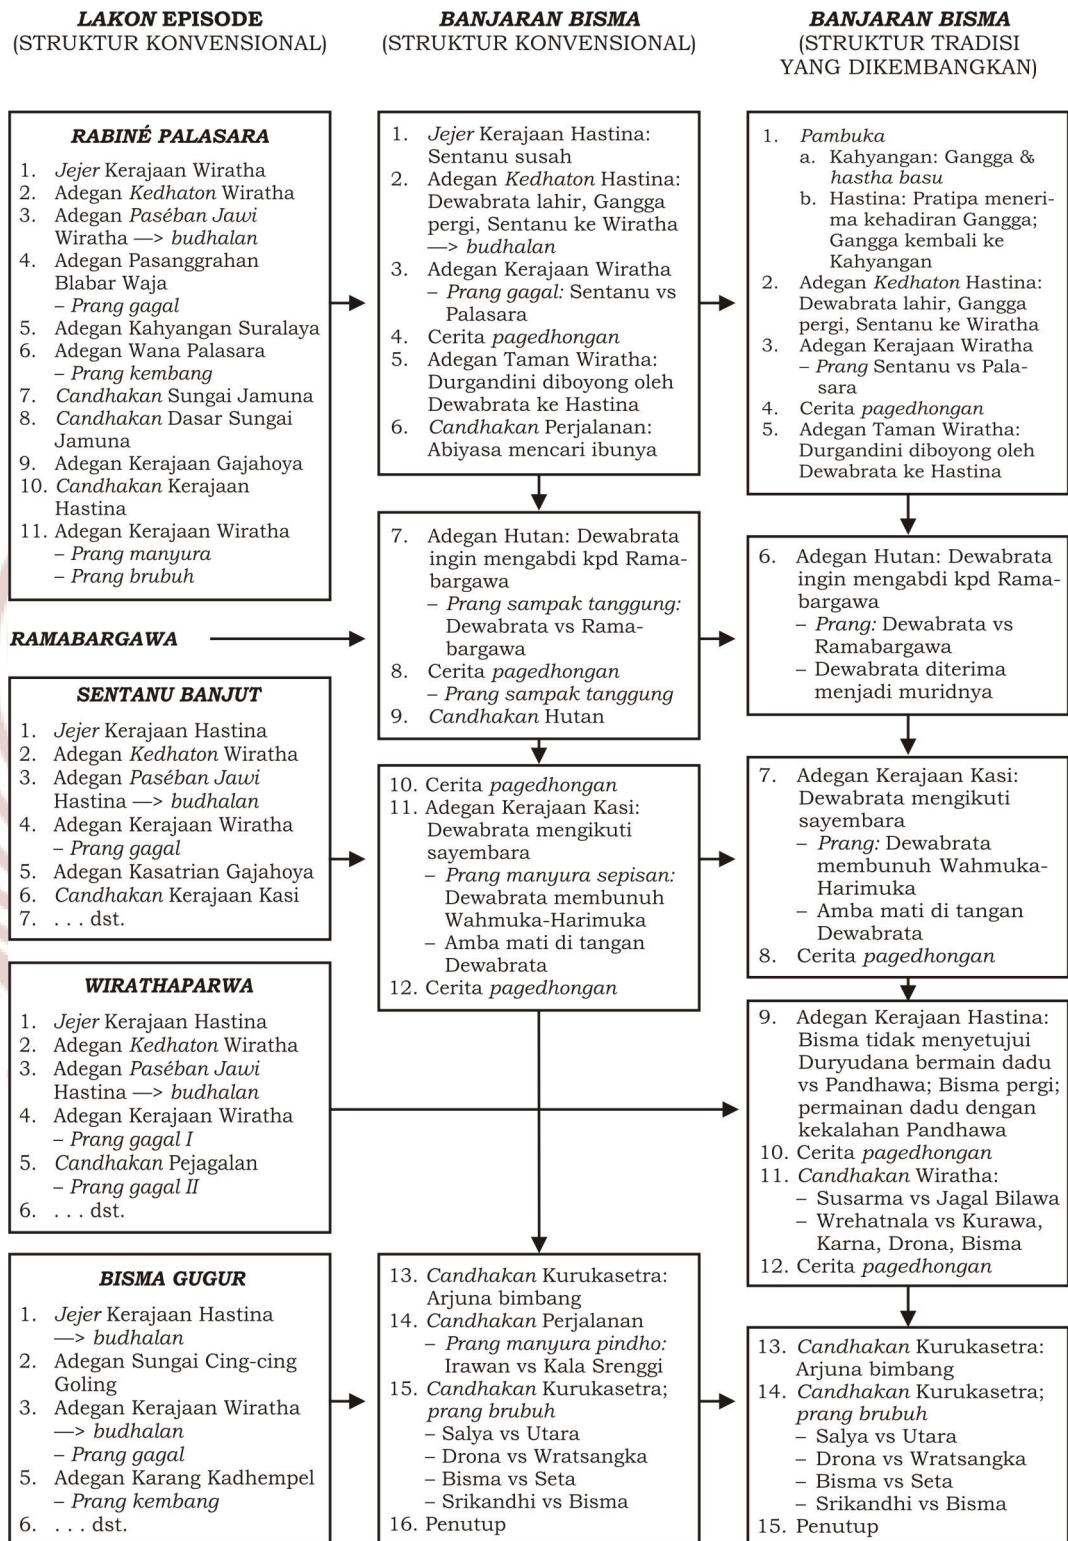 LAKON EPISODE
(STRUKTUR KONVENSIONAL)
RABINÉ PALASARA
1. Jejer Kerajaan Wiratha
2. Adegan Kedhaton Wiratha
3. Adegan Paséban Jawi
Wiratha —> budhalan
4. Adegan Pasanggrahan
Blabar Waja
– Prang gagal
5. Adegan Kahyangan Suralaya
6. Adegan Wana Palasara
– Prang kembang
7. Candhakan Sungai Jamuna
8. Candhakan Dasar Sungai
Jamuna
9. Adegan Kerajaan Gajahoya
10. Candhakan Kerajaan
Hastina
11. Adegan Kerajaan Wiratha
– Prang manyura
– Prang brubuh
RAMABARGAWA
SENTANU BANJUT
1. Jejer Kerajaan Hastina
2. Adegan Kedhaton Wiratha
3. Adegan Paséban Jawi
Hastina —> budhalan
4. Adegan Kerajaan Wiratha
– Prang gagal
5. Adegan Kasatrian Gajahoya
6. Candhakan Kerajaan Kasi
7. . . . dst.
WIRATHAPARWA
1. Jejer Kerajaan Hastina
2. Adegan Kedhaton Wiratha
3. Adegan Paséban Jawi
Hastina —> budhalan
4. Adegan Kerajaan Wiratha
– Prang gagal I
5. Candhakan Pejagalan
– Prang gagal II
6. . . . dst.
BISMA GUGUR
1. Jejer Kerajaan Hastina
—> budhalan
2. Adegan Sungai Cing-cing
Goling
3. Adegan Kerajaan Wiratha
—> budhalan
– Prang gagal
5. Adegan Karang Kadhempel
– Prang kembang
6. . . . dst.
BANJARAN BISMA
(STRUKTUR KONVENSIONAL)
1. Jejer Kerajaan Hastina:
Sentanu susah
2. Adegan Kedhaton Hastina:
Dewabrata lahir, Gangga
pergi, Sentanu ke Wiratha
—> budhalan
3. Adegan Kerajaan Wiratha
– Prang gagal: Sentanu vs
Palasara
4. Cerita pagedhongan
5. Adegan Taman Wiratha:
Durgandini diboyong oleh
Dewabrata ke Hastina
6. Candhakan Perjalanan:
Abiyasa mencari ibunya
7. Adegan Hutan: Dewabrata
ingin mengabdi kpd Rama-
bargawa
– Prang sampak tanggung:
Dewabrata vs Rama-
bargawa
8. Cerita pagedhongan
– Prang sampak tanggung
9. Candhakan Hutan
10. Cerita pagedhongan
11. Adegan Kerajaan Kasi:
Dewabrata mengikuti
sayembara
– Prang manyura sepisan:
Dewabrata membunuh
Wahmuka-Harimuka
– Amba mati di tangan
Dewabrata
12. Cerita pagedhongan
13. Candhakan Kurukasetra:
Arjuna bimbang
14. Candhakan Perjalanan
– Prang manyura pindho:
Irawan vs Kala Srenggi
15. Candhakan Kurukasetra;
prang brubuh
– Salya vs Utara
– Drona vs Wratsangka
– Bisma vs Seta
– Srikandhi vs Bisma
16. Penutup
BANJARAN BISMA
(STRUKTUR TRADISI
YANG DIKEMBANGKAN)
1. Pambuka
a. Kahyangan: Gangga &
hastha basu
b. Hastina: Pratipa meneri-
ma kehadiran Gangga;
Gangga kembali ke
Kahyangan
2. Adegan Kedhaton Hastina:
Dewabrata lahir, Gangga
pergi, Sentanu ke Wiratha
3. Adegan Kerajaan Wiratha
– Prang Sentanu vs Pala-
sara
4. Cerita pagedhongan
5. Adegan Taman Wiratha:
Durgandini diboyong oleh
Dewabrata ke Hastina
6. Adegan Hutan: Dewabrata
ingin mengabdi kpd Rama-
bargawa
– Prang: Dewabrata vs
Ramabargawa
– Dewabrata diterima
menjadi muridnya
7. Adegan Kerajaan Kasi:
Dewabrata mengikuti
sayembara
– Prang: Dewabrata
membunuh Wahmuka-
Harimuka
– Amba mati di tangan
Dewabrata
8. Cerita pagedhongan
9. Adegan Kerajaan Hastina:
Bisma tidak menyetujui
Duryudana bermain dadu
vs Pandhawa; Bisma pergi;
permainan dadu dengan
kekalahan Pandhawa
10. Cerita pagedhongan
11. Candhakan Wiratha:
– Susarma vs Jagal Bilawa
– Wrehatnala vs Kurawa,
Karna, Drona, Bisma
12. Cerita pagedhongan
13. Candhakan Kurukasetra:
Arjuna bimbang
14. Candhakan Kurukasetra;
prang brubuh
– Salya vs Utara
– Drona vs Wratsangka
– Bisma vs Seta
– Srikandhi vs Bisma
15. Penutup